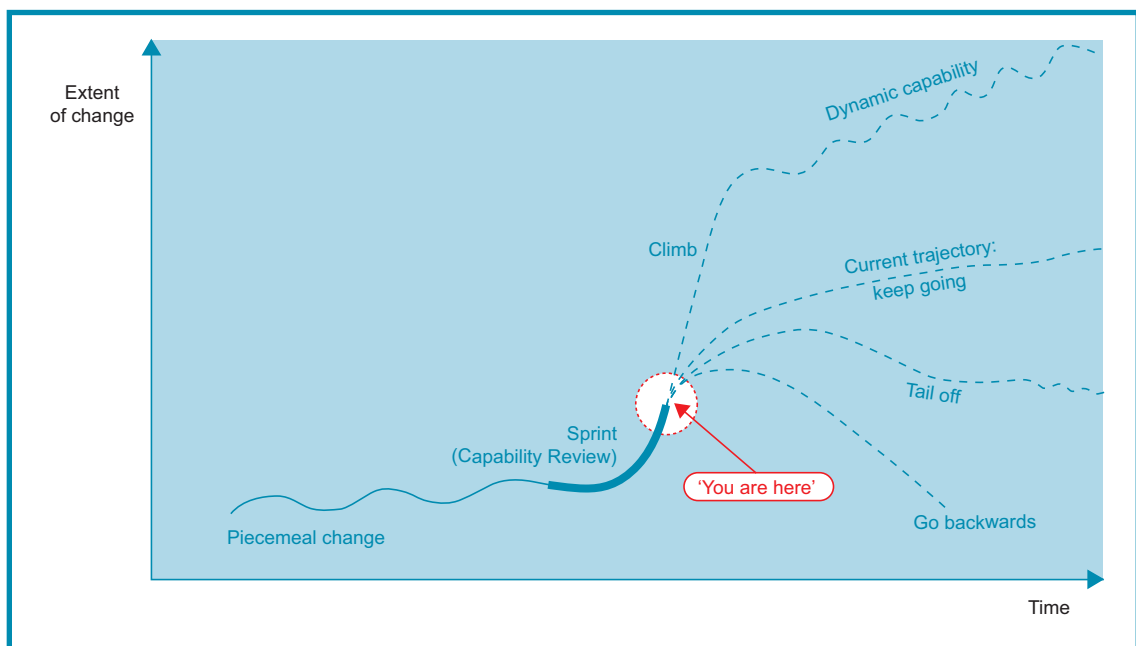 Extent
of change
Dynamic capability
Climb
Current trajectory:
keep going
Tail off
Sprint
(Capability Review)
'You are here'
Go backwards
Piecemeal change
Time